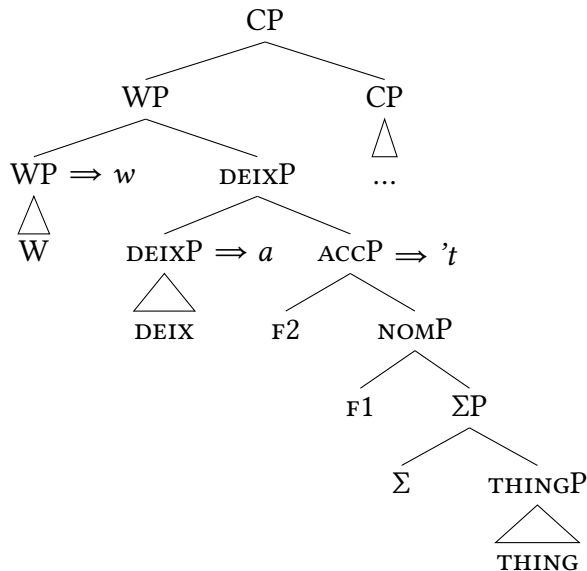 CP
WP CP
WP ⇒ w DEIXP ...
W DEIXP ⇒ a ACCP ⇒ 't
DEIX F2 NOMP
F1 ΣP
Σ THINGP
THING